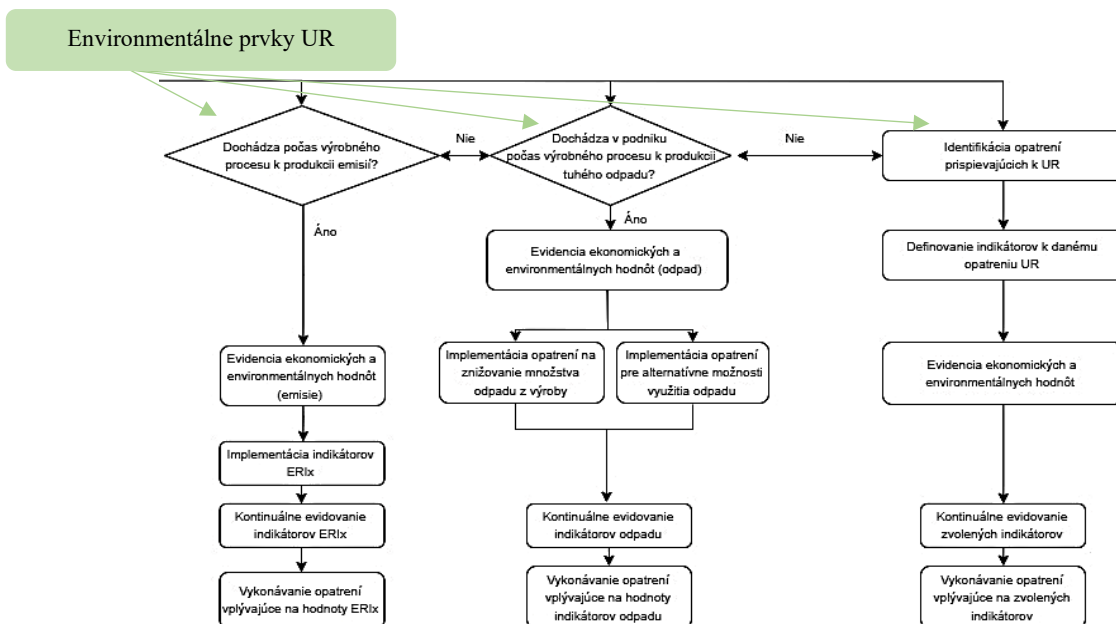 Environmentálne prvky UR
Dochádza počas výrobného
procesu k produkcii emisií?
Nie
Dochádza v podniku
počas výrobného procesu k produkcii
tuhého odpadu?
Nie
Identifikácia opatrení
prispievajúcich k UR
Áno
Áno
Evidencia ekonomických a
environmentálnych hodnôt (odpad)
Definovanie indikátorov k danému
opatreniu UR
Evidencia ekonomických a
environmentálnych hodnôt
(emisie)
Implementácia opatrení na
znižovanie množstva
odpadu z výroby
Implementácia opatrení
pre alternatívne možnosti
využitia odpadu
Evidencia ekonomických a
environmentálnych hodnôt
Implementácia indikátorov
ERIx
Kontinuálne evidovanie
indikátorov ERIx
Kontinuálne evidovanie
indikátorov odpadu
Kontinuálne evidovanie
zvolených indikátorov
Vykonávanie opatrení
vplývajúce na hodnoty ERIx
Vykonávanie opatrení
vplývajúce na hodnoty
indikátorov odpadu
Vykonávanie opatrení
vplývajúce na zvolených
indikátorov